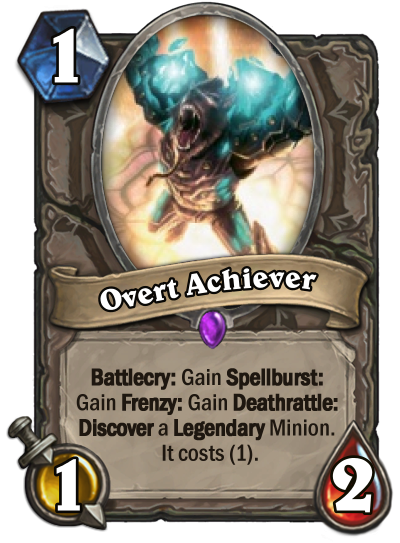 1
Overt Achiever
Battlecry: Gain Spellburst:
Gain Frenzy: Gain Deathrattle:
Discover a Legendary Minion.
It costs (1).
1
2